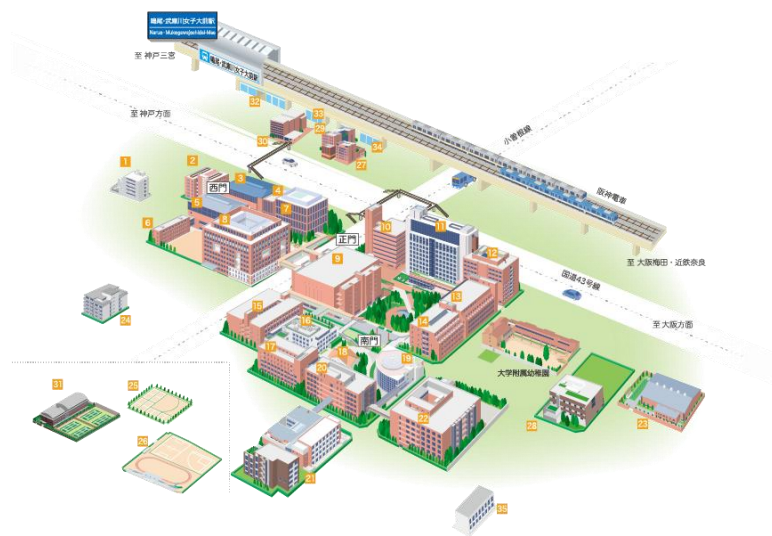 鳴尾・武庫川女子大前駅
Naruo・Mukogawajoshidai-Mae
鳴尾・武庫川女子大前駅
至 神戸三宮
至 神戸方面
小曽根線
阪神電車
至 大阪梅田・近鉄奈良
国道43号線
至 大阪方面
32
33
34
30
29
27
1
2
3
4
西門
5
6
7
8
正門
9
10
11
12
13
14
15
16
17
18
19
南門
20
21
22
大学附属幼稚園
23
24
28
31
25
26
35